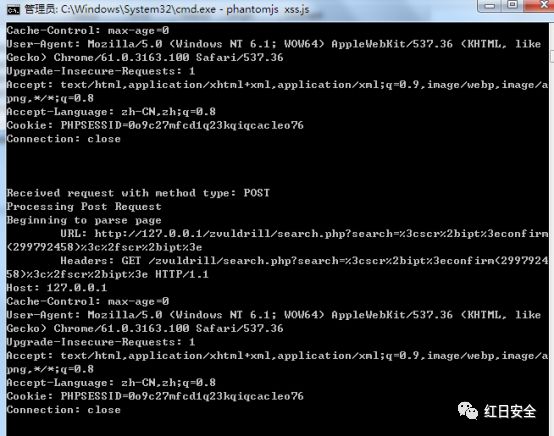 管理员: C:\Windows\System32\cmd.exe - phantomjs xss.js
Cache-Control: max-age=0
User-Agent: Mozilla/5.0 (Windows NT 6.1; WOW64) AppleWebKit/537.36 (KHTML, like
Gecko) Chrome/61.0.3163.100 Safari/537.36
Upgrade-Insecure-Requests: 1
Accept: text/html,application/xhtml+xml,application/xml;q=0.9,image/webp,image/a
png,*/*;q=0.8
Accept-Language: zh-CN,zh;q=0.8
Cookie: PHPSESSID=0o9c27mfcd1q23kqiqcacleo76
Connection: close
Received request with method type: POST
Processing Post Request
Beginning to parse page
URL: http://127.0.0.1/zvuldrill/search.php?search=%3cscr%2bipt%3econfirm
(299792458)%3c%2fscr%2bipt%3e
Headers: GET /zvuldrill/search.php?search=%3cscr%2bipt%3econfirm(2997924
58)%3c%2fscr%2bipt%3e HTTP/1.1
Host: 127.0.0.1
Cache-Control: max-age=0
User-Agent: Mozilla/5.0 (Windows NT 6.1; WOW64) AppleWebKit/537.36 (KHTML, like
Gecko) Chrome/61.0.3163.100 Safari/537.36
Upgrade-Insecure-Requests: 1
Accept: text/html,application/xhtml+xml,application/xml;q=0.9,image/webp,image/a
png,*/*;q=0.8
Accept-Language: zh-CN,zh;q=0.8
Cookie: PHPSESSID=0o9c27mfcd1q23kqiqcacleo76
Connection: close
红日安全